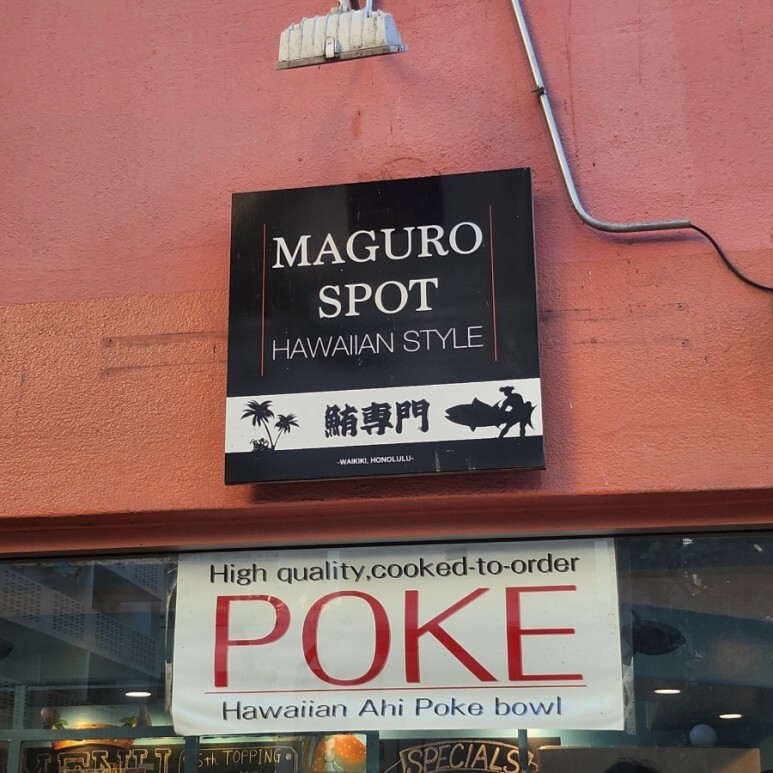 MAGURO
SPOT
HAWAIIAN STYLE
鮪専門
-WAIKIKI, HONOLULU-
High quality,cooked-to-order
POKE
Hawaiian Ahi Poke bowl
MENU
5th TOPPING
SPECIALS